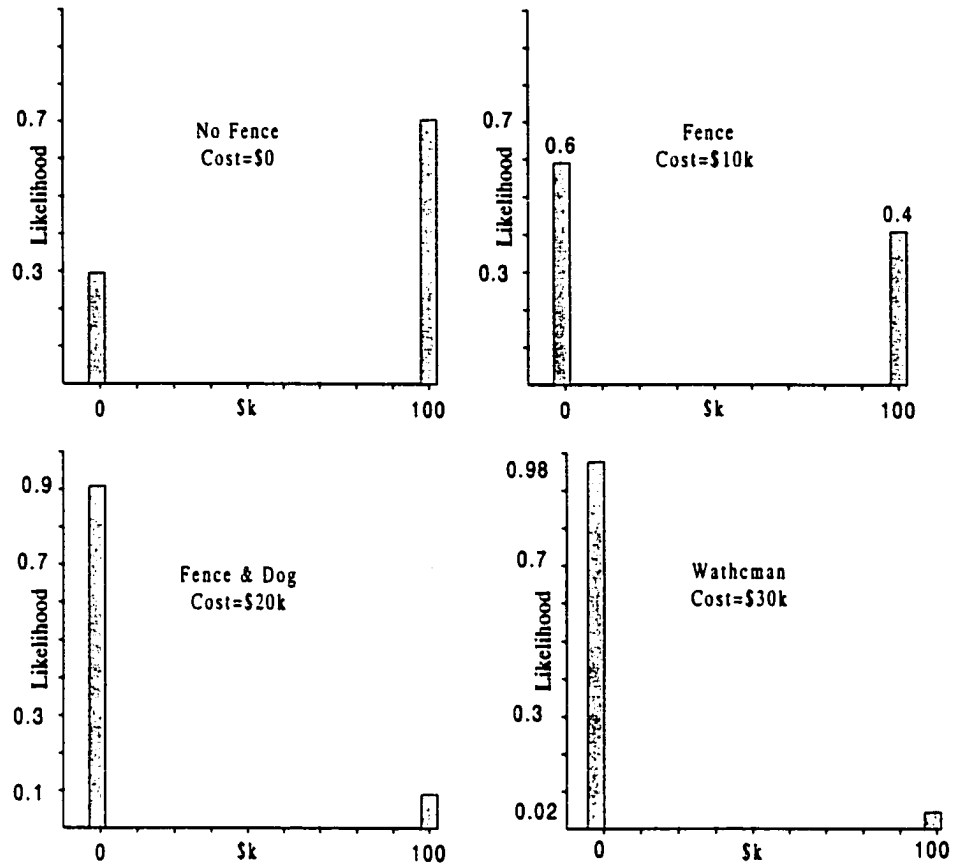 0.7
0.3
Likelihood
No Fence
Cost=$0
0
$k
100
0.7
0.3
Likelihood
0.6
Fence
Cost=$10k
0.4
0
$k
100
0.9
0.7
0.3
0.1
Likelihood
Fence & Dog
Cost=$20k
0
$k
100
0.98
0.7
0.3
0.02
Likelihood
Wathcman
Cost=$30k
0
$k
100